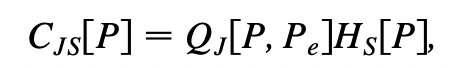 C_{JS}[P] = Q_J[P, P_e]H_S[P],